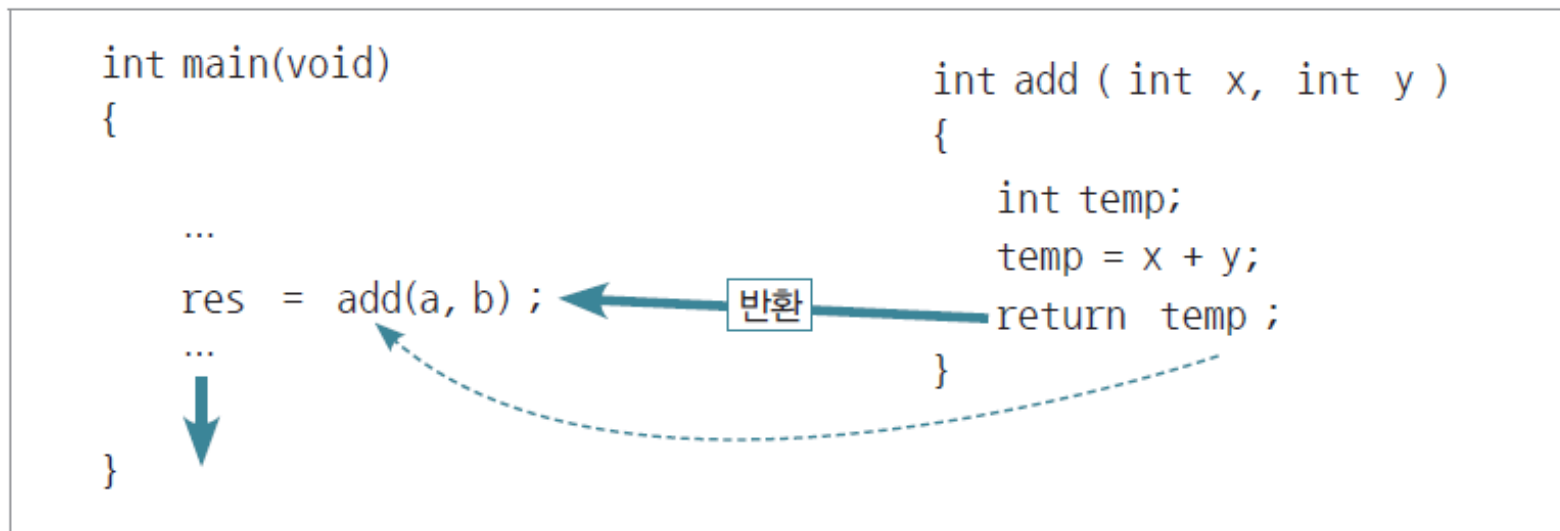 int main(void)
{
...
res = add(a, b) ;
...
}
반환
int add ( int x, int y )
{
int temp;
temp = x + y;
return temp ;
}